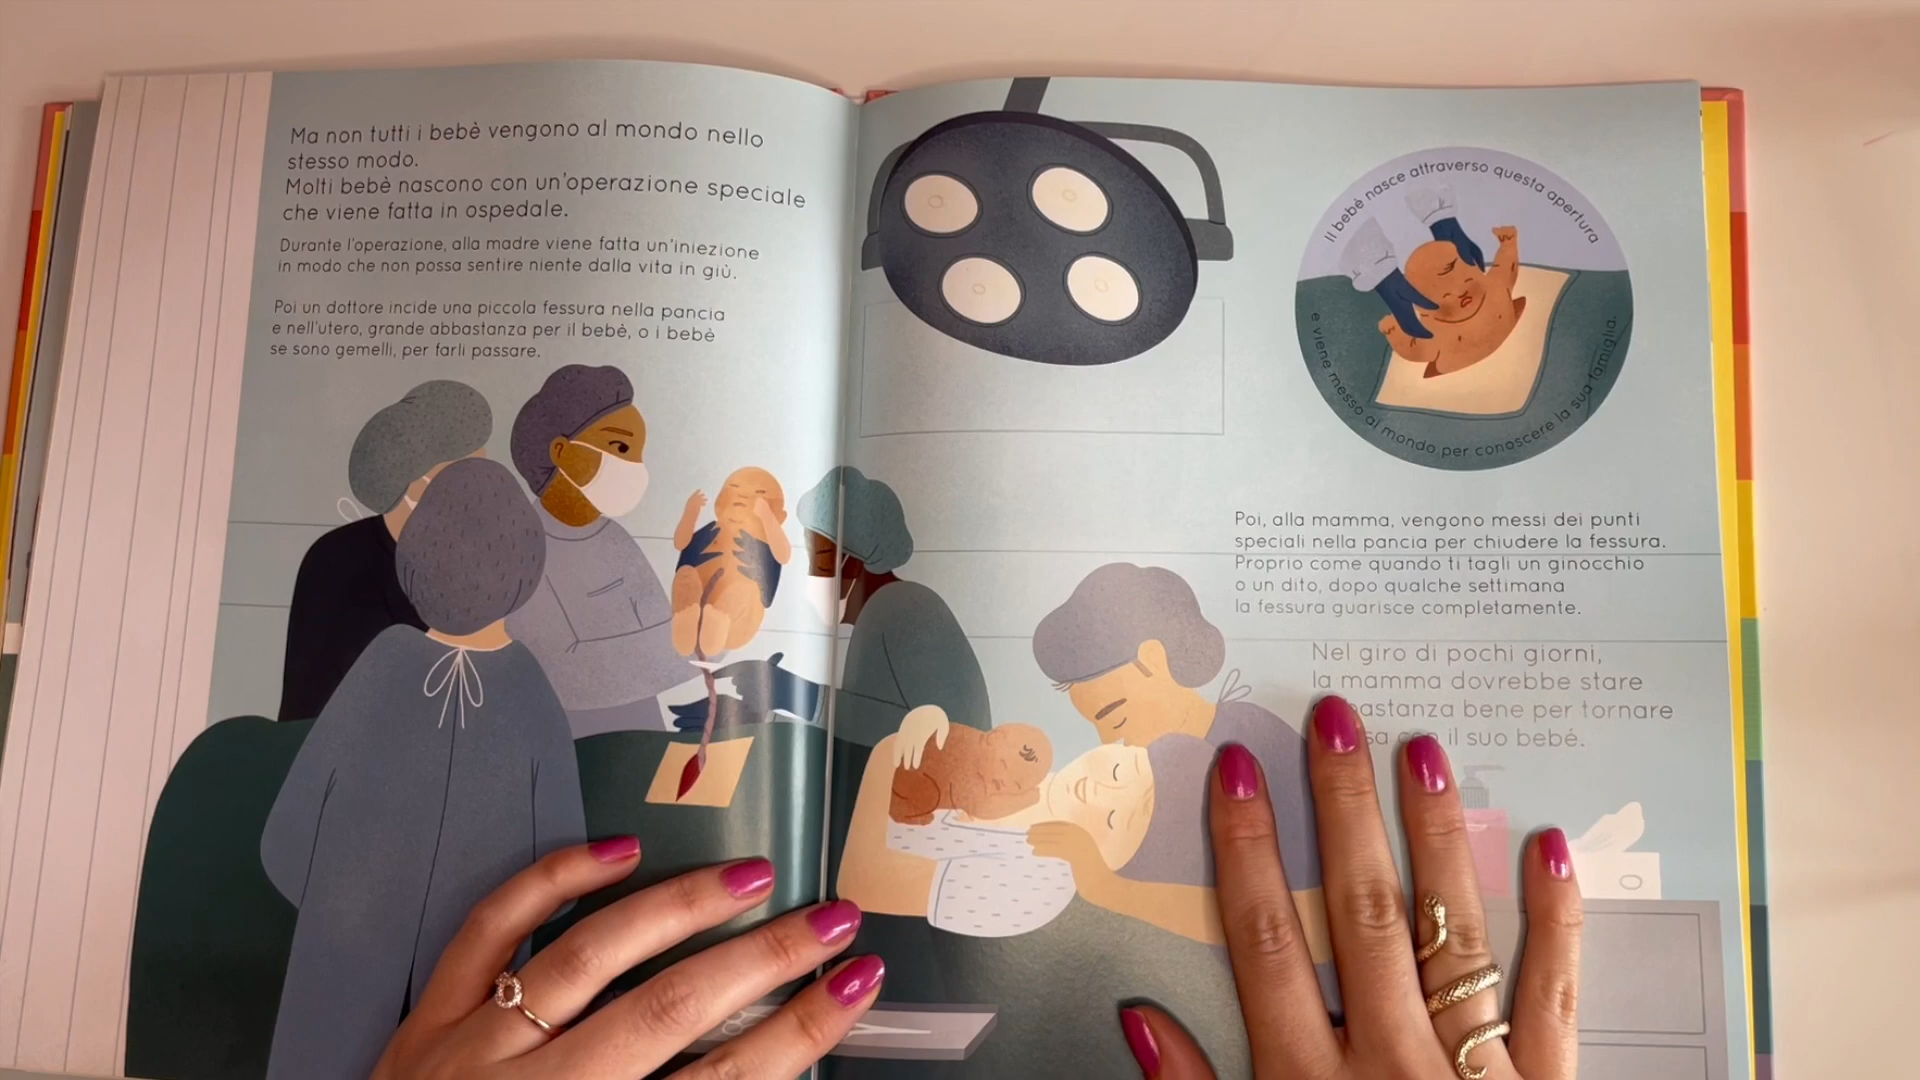 Ma non tutti i bebè vengono al mondo nello
stesso modo.
Molti bebè nascono con un'operazione speciale
che viene fatta in ospedale.
Durante l'operazione, alla madre viene fatta un'iniezione
in modo che non possa sentire niente dalla vita in giù.
Poi un dottore incide una piccola fessura nella pancia
e nell'utero, grande abbastanza per il bebè, o i bebè
se sono gemelli, per farli passare.
Il bebè nasce attraverso questa apertura
e viene messo al mondo per conoscere la sua famiglia.
Poi, alla mamma, vengono messi dei punti
speciali nella pancia per chiudere la fessura.
Proprio come quando ti tagli un ginocchio
o un dito, dopo qualche settimana
la fessura guarisce completamente.
Nel giro di pochi giorni,
la mamma dovrebbe stare
bene per tornare
il suo bebé.